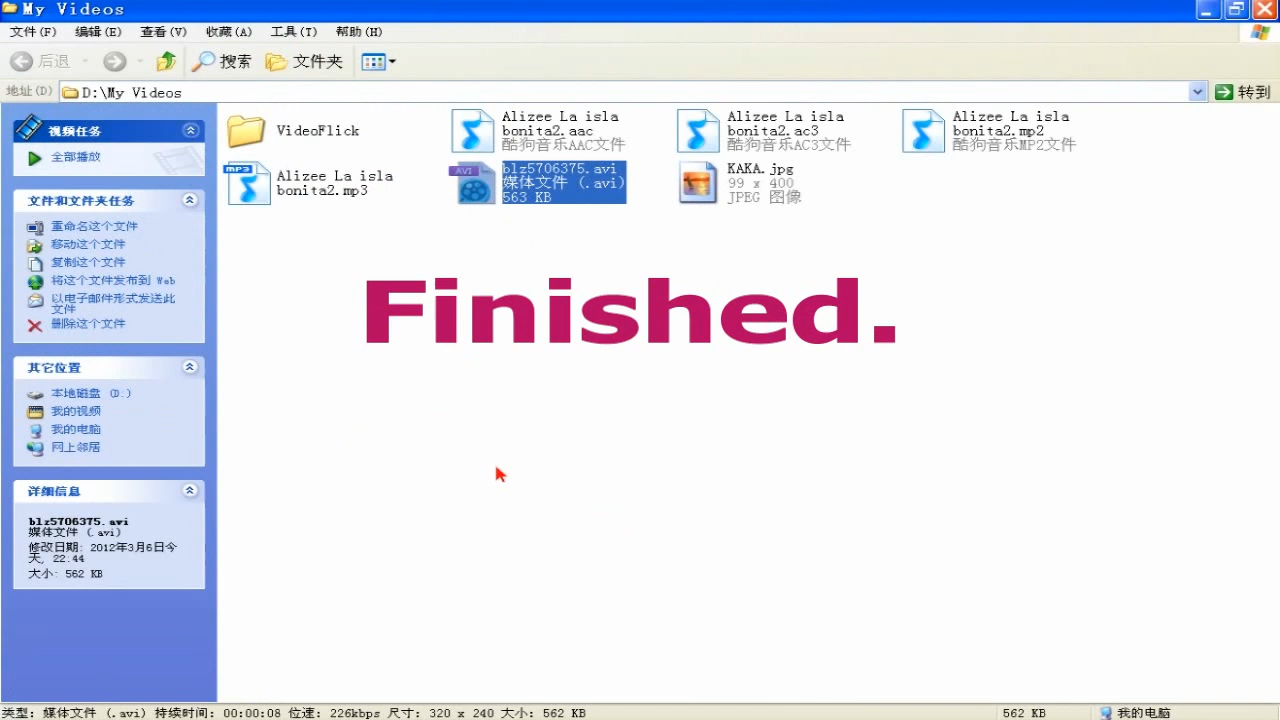 My Videos
文件(F) 编辑(E) 查看(V) 收藏(A) 工具(T) 帮助(H)
后退 搜索 文件夹
地址(D) D:\My Videos 转到
视频任务
全部播放
文件和文件夹任务
重命名这个文件
移动这个文件
复制这个文件
将这个文件发布到 Web
以电子邮件形式发送此
文件
删除这个文件
其它位置
本地磁盘 (D:)
我的视频
我的电脑
网上邻居
详细信息
blz5706375.avi
媒体文件 (.avi)
修改日期: 2012年3月6日今
天, 22:44
大小: 562 KB
VideoFlick
Alizee La isla
bonita2.aac
酷狗音乐AAC文件
Alizee La isla
bonita2.ac3
酷狗音乐AC3文件
Alizee La isla
bonita2.mp2
酷狗音乐MP2文件
MP3
Alizee La isla
bonita2.mp3
AVI
blz5706375.avi
媒体文件 (.avi)
563 KB
KAKA.jpg
99 x 400
JPEG 图像
Finished.
类型: 媒体文件 (.avi) 持续时间: 00:00:08 位速: 226kbps 尺寸: 320 x 240 大小: 562 KB 562 KB 我的电脑